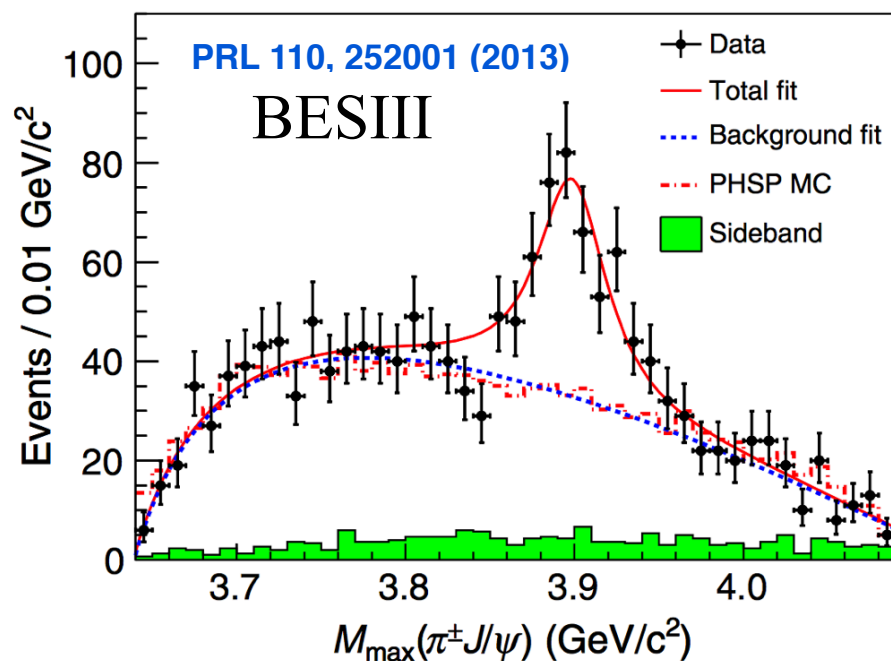 PRL 110, 252001 (2013)
BESIII
Data
Total fit
Background fit
PHSP MC
Sideband
Events / 0.01 GeV/c²
100
80
60
40
20
0
3.7 3.8 3.9 4.0
M_max(π±J/ψ) (GeV/c²)